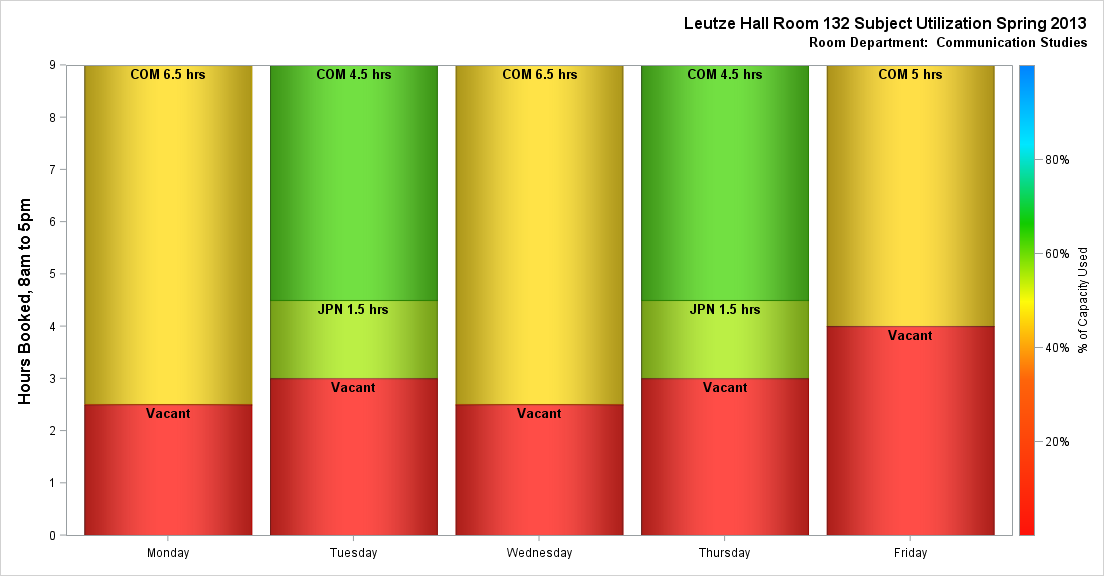 Leutze Hall Room 132 Subject Utilization Spring 2013
Room Department:  Communication Studies
Hours Booked, 8am to 5pm
9
8
7
6
5
4
3
2
1
0
COM 6.5 hrs
Vacant
COM 4.5 hrs
JPN 1.5 hrs
Vacant
COM 6.5 hrs
Vacant
COM 4.5 hrs
JPN 1.5 hrs
Vacant
COM 5 hrs
Vacant
Monday
Tuesday
Wednesday
Thursday
Friday
80%
60%
40%
20%
% of Capacity Used